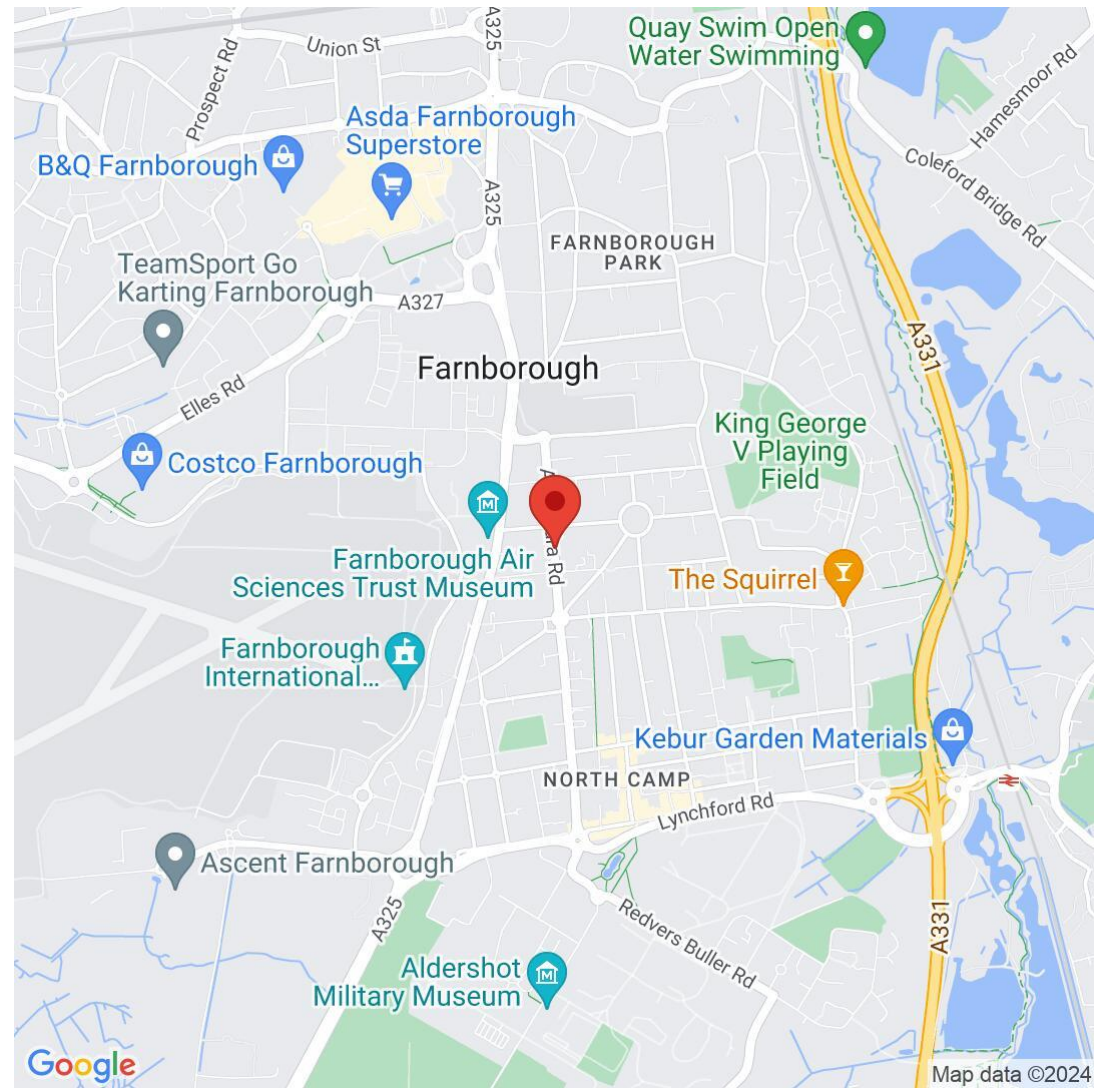 Union St
A325
Quay Swim Open
Water Swimming
Prospect Rd
Hamesmoor Rd
Asda Farnborough
Superstore
B&Q Farnborough
Coleford Bridge Rd
A325
FARNBOROUGH
PARK
TeamSport Go
Karting Farnborough
A327
A331
Farnborough
Elles Rd
King George
V Playing
Field
Costco Farnborough
M
Rd
Farnborough Air
Sciences Trust Museum
The Squirrel
Farnborough
International...
Kebur Garden Materials
NORTH CAMP
Lynchford Rd
Ascent Farnborough
A325
Redvers Buller Rd
A331
Aldershot
Military Museum
M
Google
Map data ©2024